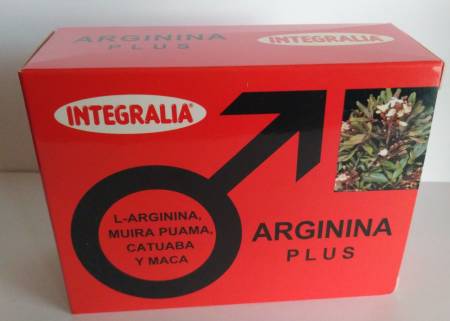 ARGININA
PLUS
INTEGRALIA
INTEGRALIA®
L-ARGININA,
MUIRA PUAMA,
CATUABA
Y MACA
ARGININA
PLUS